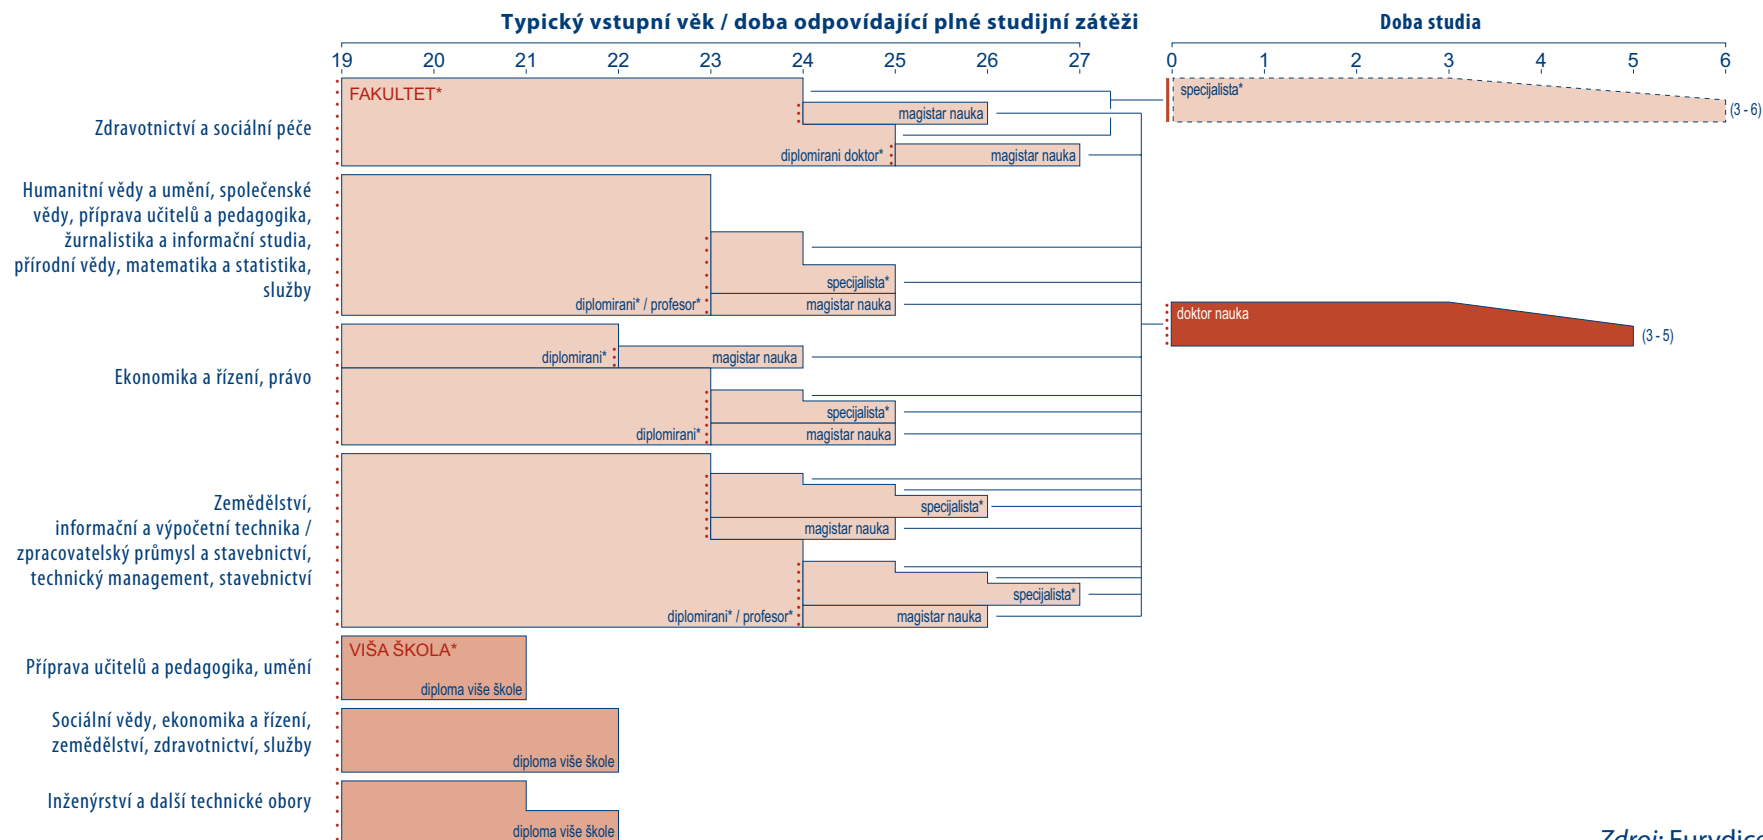 Typický vstupní věk / doba odpovídající plné studijní zátěži
Doba studia
19 20 21 22 23 24 25 26 27
0 1 2 3 4 5 6
Zdravotnictví a sociální péče
FAKULTET*
magistar nauka
diplomirani doktor*
magistar nauka
specijalista*
(3 - 6)
Humanitní vědy a umění, společenské
vědy, příprava učitelů a pedagogika,
žurnalistika a informační studia,
přírodní vědy, matematika a statistika,
služby
specijalista*
diplomirani* / profesor*
magistar nauka
doktor nauka
(3 - 5)
Ekonomika a řízení, právo
diplomirani*
magistar nauka
specijalista*
diplomirani*
magistar nauka
Zemědělství,
informační a výpočetní technika /
zpracovatelský průmysl a stavebnictví,
technický management, stavebnictví
specijalista*
magistar nauka
specijalista*
diplomirani* / profesor*
magistar nauka
Příprava učitelů a pedagogika, umění
VIŠA ŠKOLA*
diploma više škole
Sociální vědy, ekonomika a řízení,
zemědělství, zdravotnictví, služby
diploma više škole
Inženýrství a další technické obory
diploma više škole
Zdroj: Eurydice